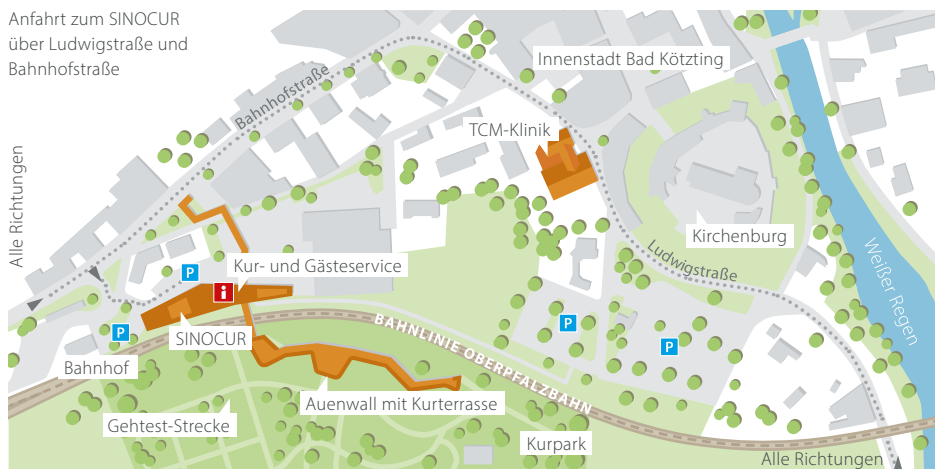 Anfahrt zum SINOCUR
über Ludwigstraße und
Bahnhofstraße
Innenstadt Bad Kötzting
Bahnhofstraße
TCM-Klinik
Alle Richtungen
Kirchenburg
Ludwigstraße
Weißer Regen
P
Kur- und Gästeservice
i
P
SINOCUR
P
P
BAHNLINIE OBERPFALZBAHN
Bahnhof
Auenwall mit Kurterrasse
Gehtest-Strecke
Kurpark
Alle Richtungen